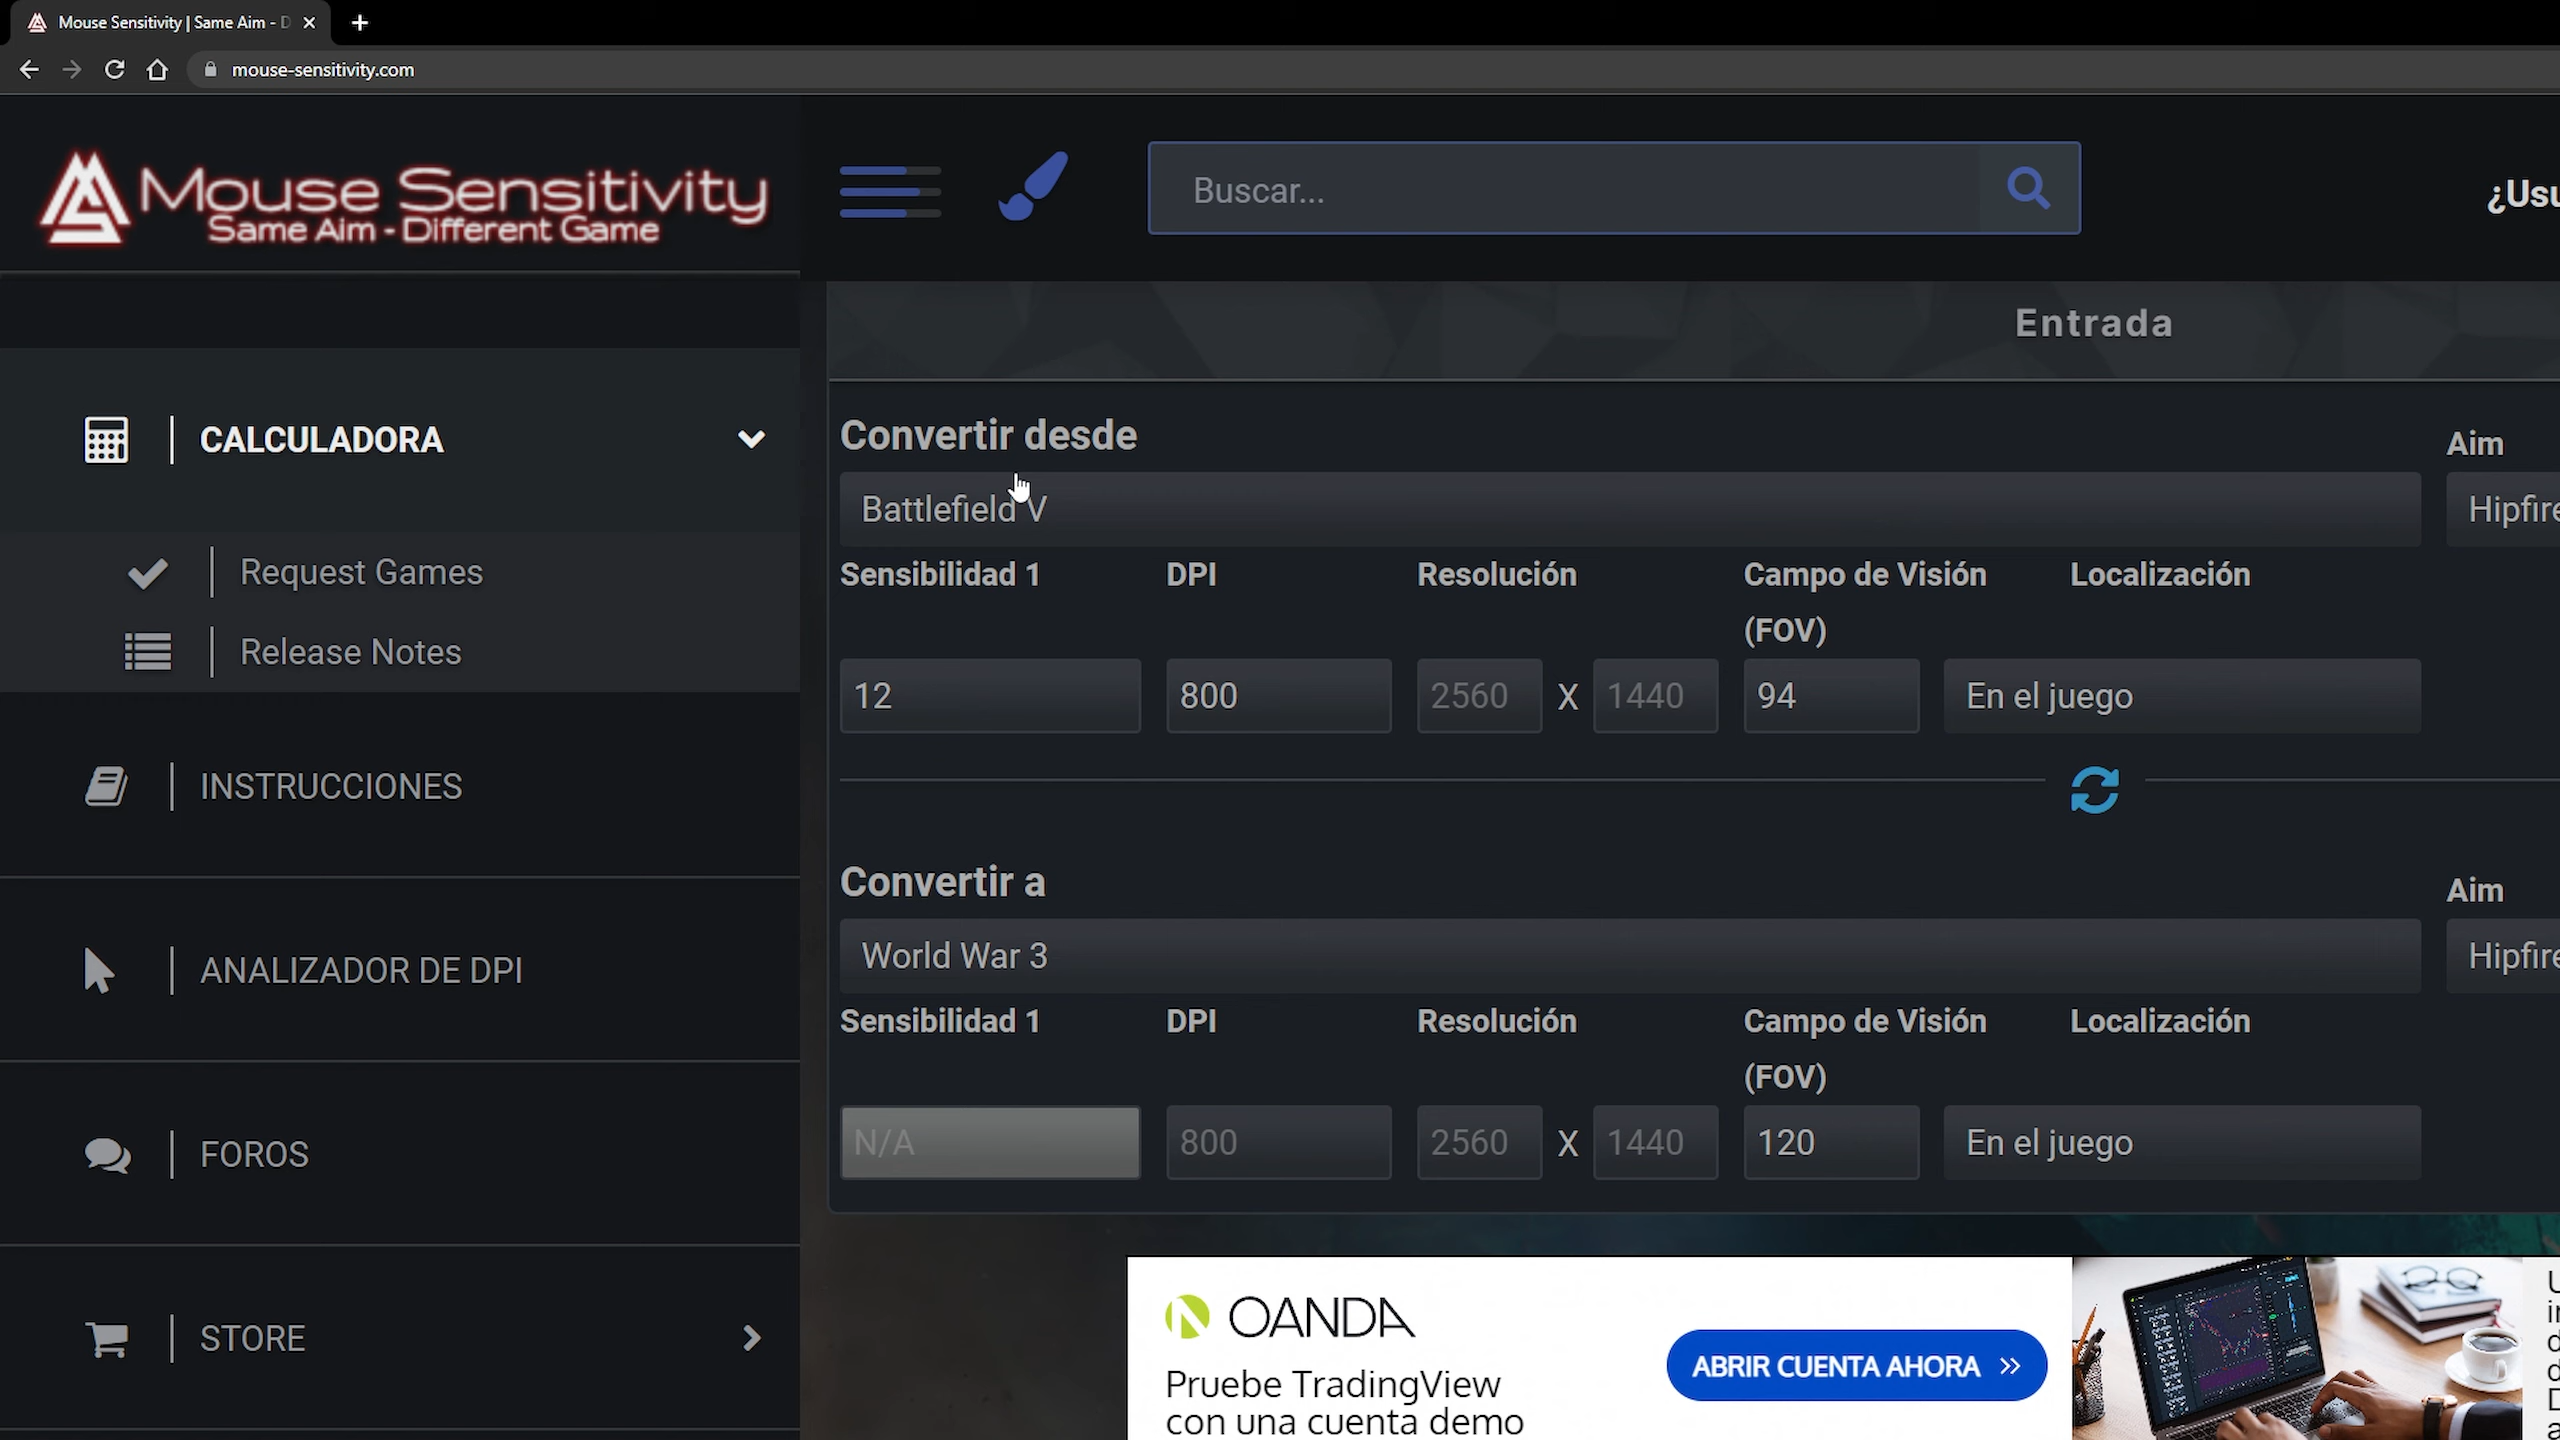 Mouse Sensitivity | Same Aim - D
mouse-sensitivity.com
Mouse Sensitivity
Same Aim - Different Game
Buscar...
¿Usu
Entrada
CALCULADORA
Request Games
Release Notes
INSTRUCCIONES
ANALIZADOR DE DPI
FOROS
STORE
Convertir desde
Aim
Battlefield V
Hipfire
Sensibilidad 1
DPI
Resolución
Campo de Visión
(FOV)
Localización
12
800
2560 X 1440
94
En el juego
Convertir a
Aim
World War 3
Hipfire
Sensibilidad 1
DPI
Resolución
Campo de Visión
(FOV)
Localización
N/A
800
2560 X 1440
120
En el juego
OANDA
Pruebe TradingView
con una cuenta demo
ABRIR CUENTA AHORA »